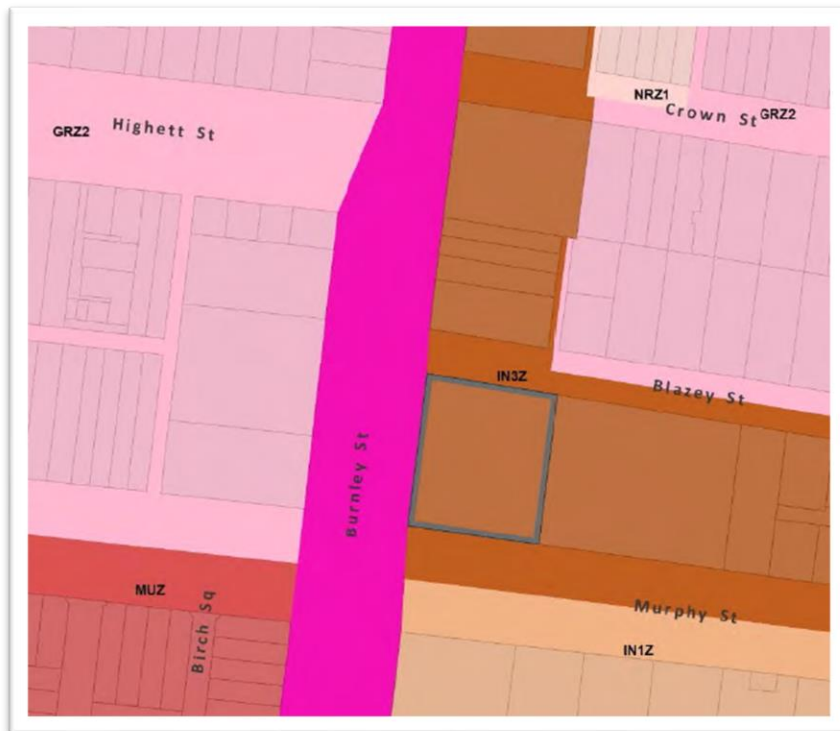 NRZ1
Crown St
GRZ2
GRZ2
Highett St
IN3Z
Blazey St
Burnley St
MUZ
Birch Sq
Murphy St
IN1Z